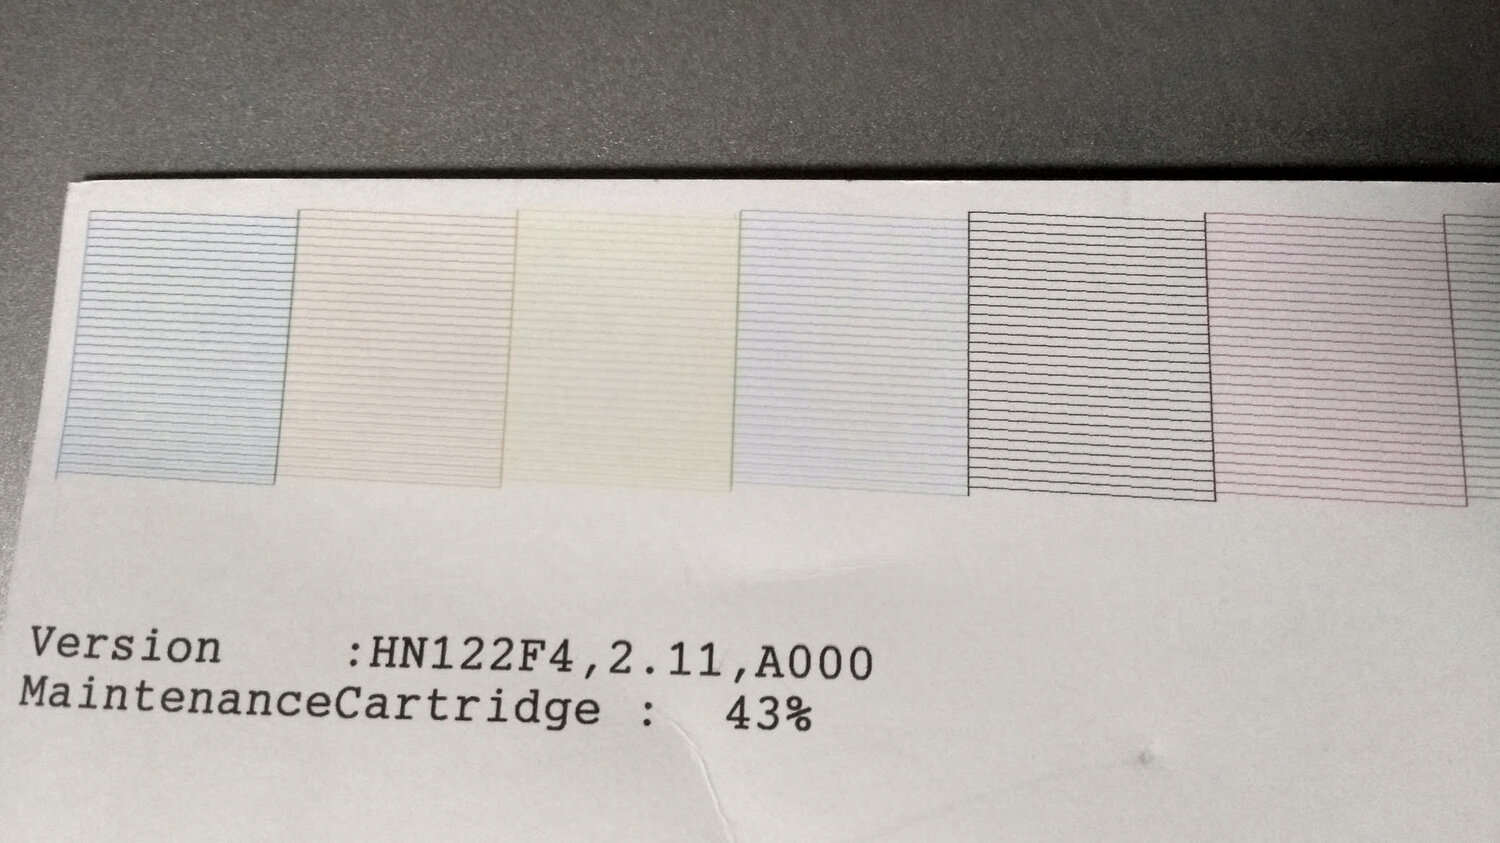 Version :HN122F4,2.11,A000
MaintenanceCartridge : 43%